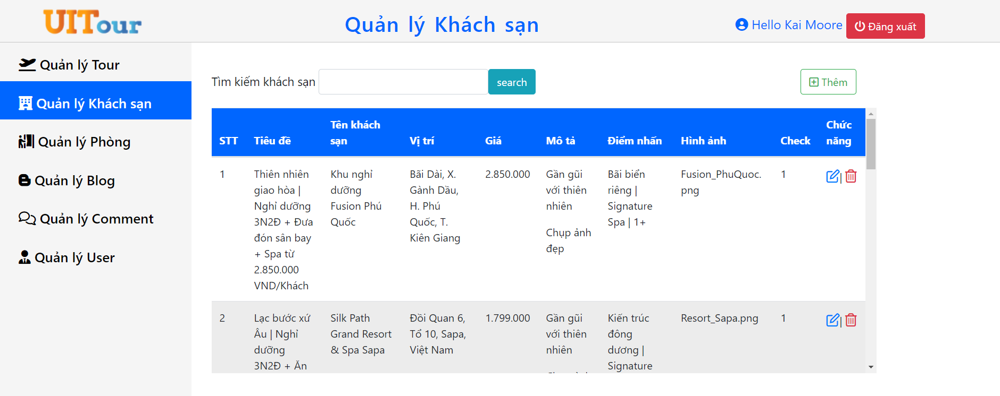 UITour
Quản lý Khách sạn
Hello Kai Moore
Đăng xuất
Quản lý Tour
Quản lý Khách sạn
Quản lý Phòng
Quản lý Blog
Quản lý Comment
Quản lý User
Tìm kiếm khách sạn
search
Thêm
STT
Tiêu đề
Tên khách
sạn
Vị trí
Giá
Mô tả
Điểm nhấn
Hình ảnh
Check
Chức
năng
1
Thiên nhiên
giao hòa |
Nghỉ dưỡng
3N2Đ + Đưa
đón sân bay
+ Spa từ
2.850.000
VND/Khách
Khu nghỉ
dưỡng
Fusion Phú
Quốc
Bãi Dài, X.
Gành Dầu,
H. Phú
Quốc, T.
Kiên Giang
2.850.000
Gần gũi
với thiên
nhiên
Chụp ảnh
đẹp
Bãi biển
riêng |
Signature
Spa | 1+
Fusion_PhuQuoc.
png
1
|
2
Lạc bước xứ
Âu | Nghỉ
dưỡng
3N2Đ + Ăn
Silk Path
Grand Resort
& Spa Sapa
Đồi Quan 6,
Tổ 10, Sapa,
Việt Nam
1.799.000
Gần gũi
với thiên
nhiên
Kiến trúc
đông
dương |
Signature
Resort_Sapa.png
1
|